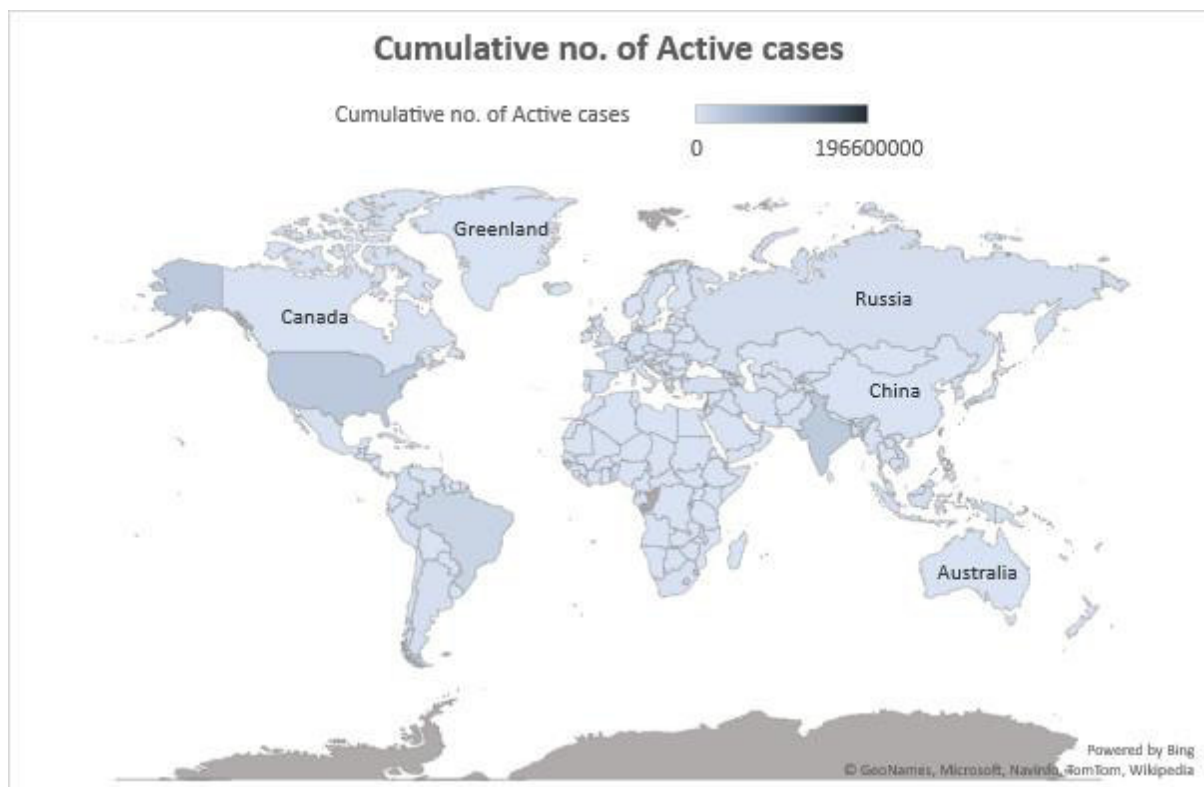 Cumulative no. of Active cases
Cumulative no. of Active cases
0 196600000
Greenland
Canada
Russia
China
Australia
Powered by Bing
© GeoNames, Microsoft, Navinfo, TomTom, Wikipedia